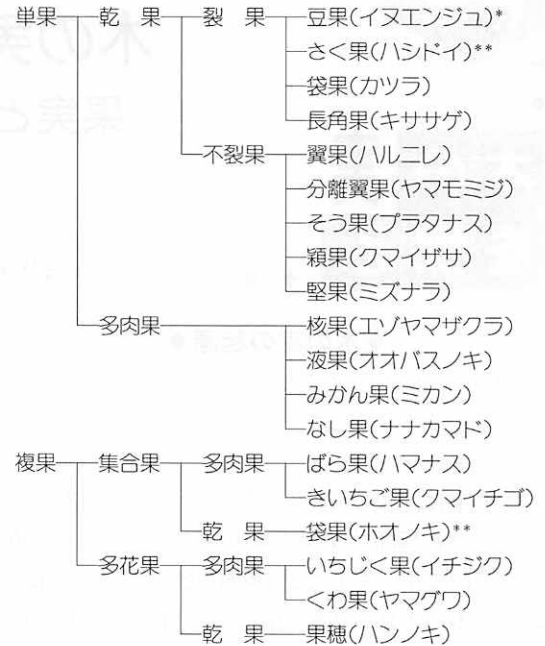 単果 乾 果 裂 果 豆果(イヌエンジュ)*
さく果(ハシドイ)**
袋果(カツラ)
長角果(キササゲ)
不裂果 翼果(ハルニレ)
分離翼果(ヤマモミジ)
そう果(プラタナス)
穎果(クマイザサ)
堅果(ミズナラ)
多肉果 核果(エゾヤマザクラ)
液果(オオバスノキ)
みかん果(ミカン)
なし果(ナナカマド)
複果 集合果 多肉果 ばら果(ハマナス)
きいちご果(クマイチゴ)
乾 果 袋果(ホオノキ)**
多花果 多肉果 いちじく果(イチジク)
くわ果(ヤマグワ)
乾 果 果穂(ハンノキ)